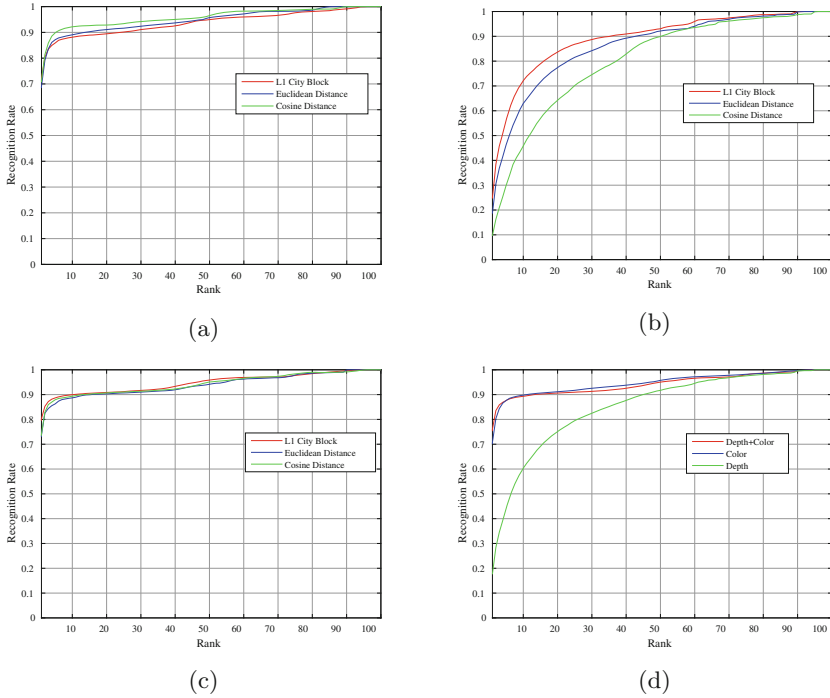 1
0.9
0.8
0.7
0.6
0.5
0.4
0.3
0.2
0.1
0
Recognition Rate
L1 City Block
Euclidean Distance
Cosine Distance
10 20 30 40 50 60 70 80 90 100
Rank
(a)
1
0.9
0.8
0.7
0.6
0.5
0.4
0.3
0.2
0.1
0
Recognition Rate
L1 City Block
Euclidean Distance
Cosine Distance
10 20 30 40 50 60 70 80 90 100
Rank
(b)
1
0.9
0.8
0.7
0.6
0.5
0.4
0.3
0.2
0.1
0
Recognition Rate
L1 City Block
Euclidean Distance
Cosine Distance
10 20 30 40 50 60 70 80 90 100
Rank
(c)
1
0.9
0.8
0.7
0.6
0.5
0.4
0.3
0.2
0.1
0
Recognition Rate
Depth+Color
Color
Depth
10 20 30 40 50 60 70 80 90 100
Rank
(d)